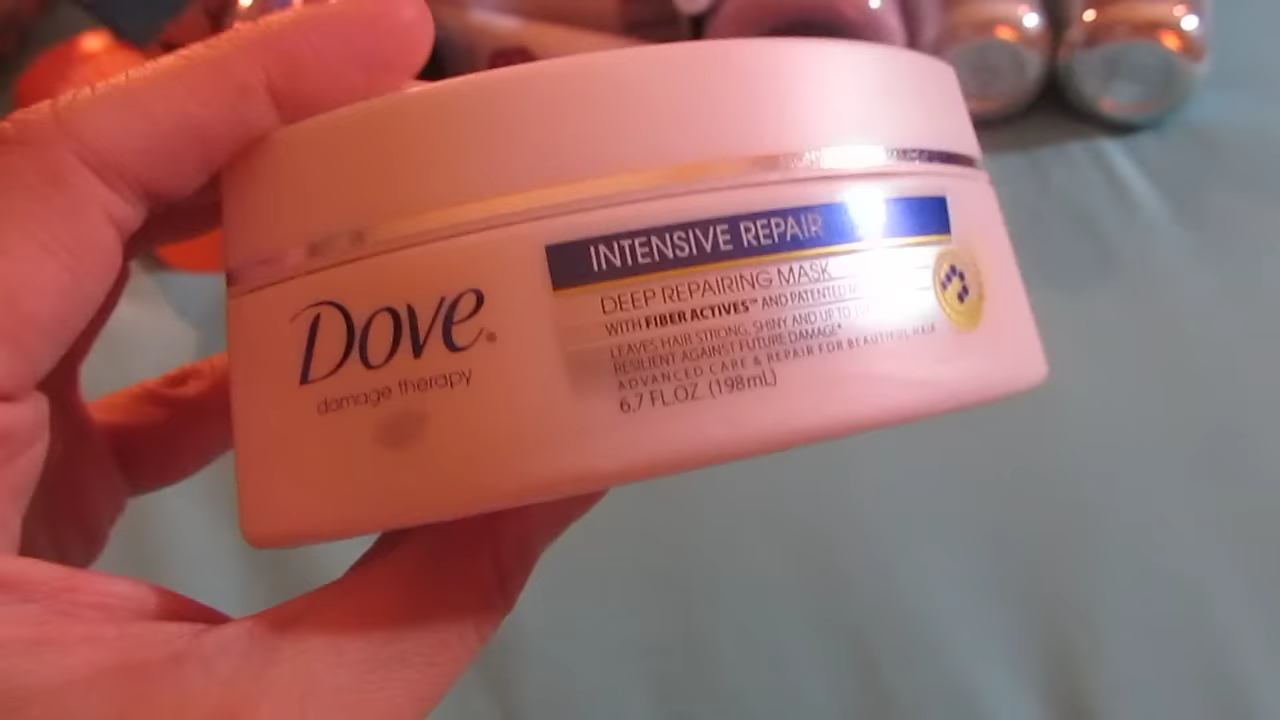 Dove
damage therapy
INTENSIVE REPAIR
DEEP REPAIRING MASK
WITH FIBER ACTIVES™ AND PATENTED
LEAVES HAIR STRONG, SHINY AND UP TO
RESILIENT AGAINST FUTURE DAMAGE*
ADVANCED CARE & REPAIR FOR BEAUTIFUL HAIR
6.7 FL.OZ. (198mL)